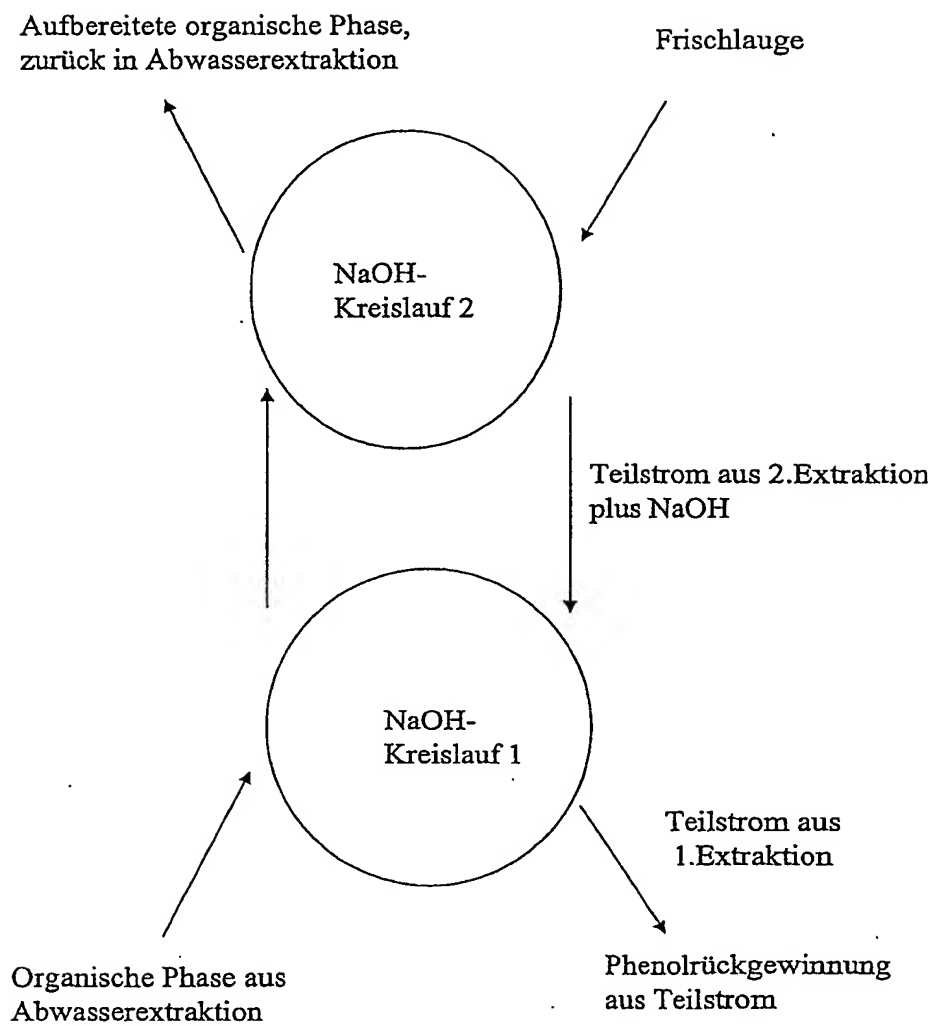 Aufbereitete organische Phase,
zurück in Abwasserextraktion
Frischlauge
NaOH-
Kreislauf 2
Teilstrom aus 2.Extraktion
plus NaOH
NaOH-
Kreislauf 1
Teilstrom aus
1.Extraktion
Organische Phase aus
Abwasserextraktion
Phenolrückgewinnung
aus Teilstrom